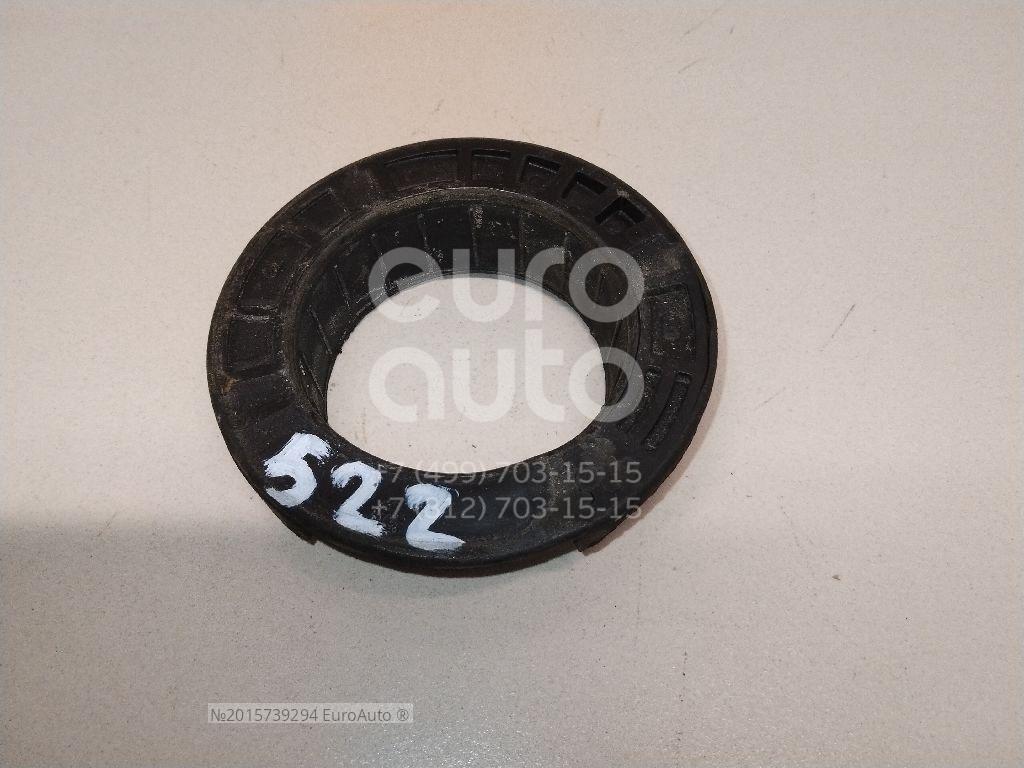 euro
auto
+7 (499) 703-15-15
+7 (812) 703-15-15
522
№2015739294 EuroAuto ®